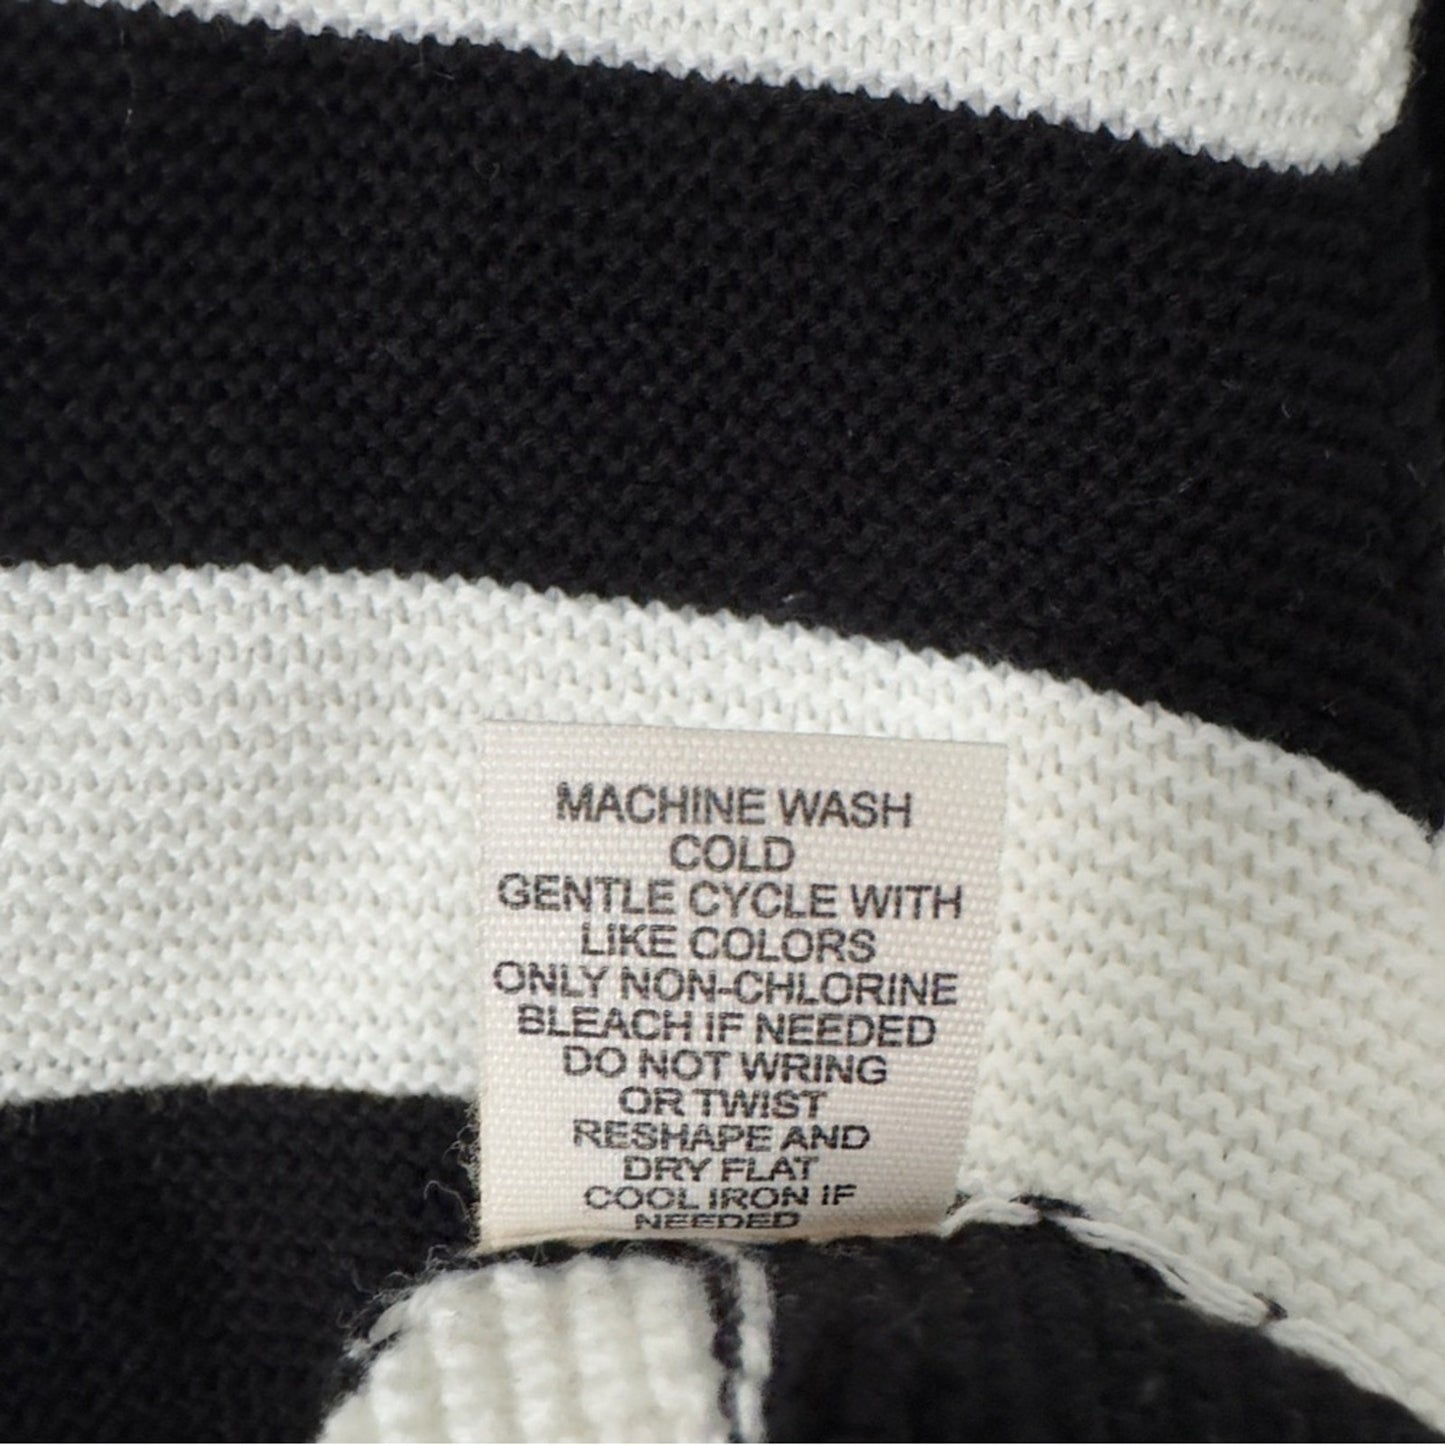 MACHINE WASH
COLD
GENTLE CYCLE WITH
LIKE COLORS
ONLY NON-CHLORINE
BLEACH IF NEEDED
DO NOT WRING
OR TWIST
RESHAPE AND
DRY FLAT
COOL IRON IF
NEEDED